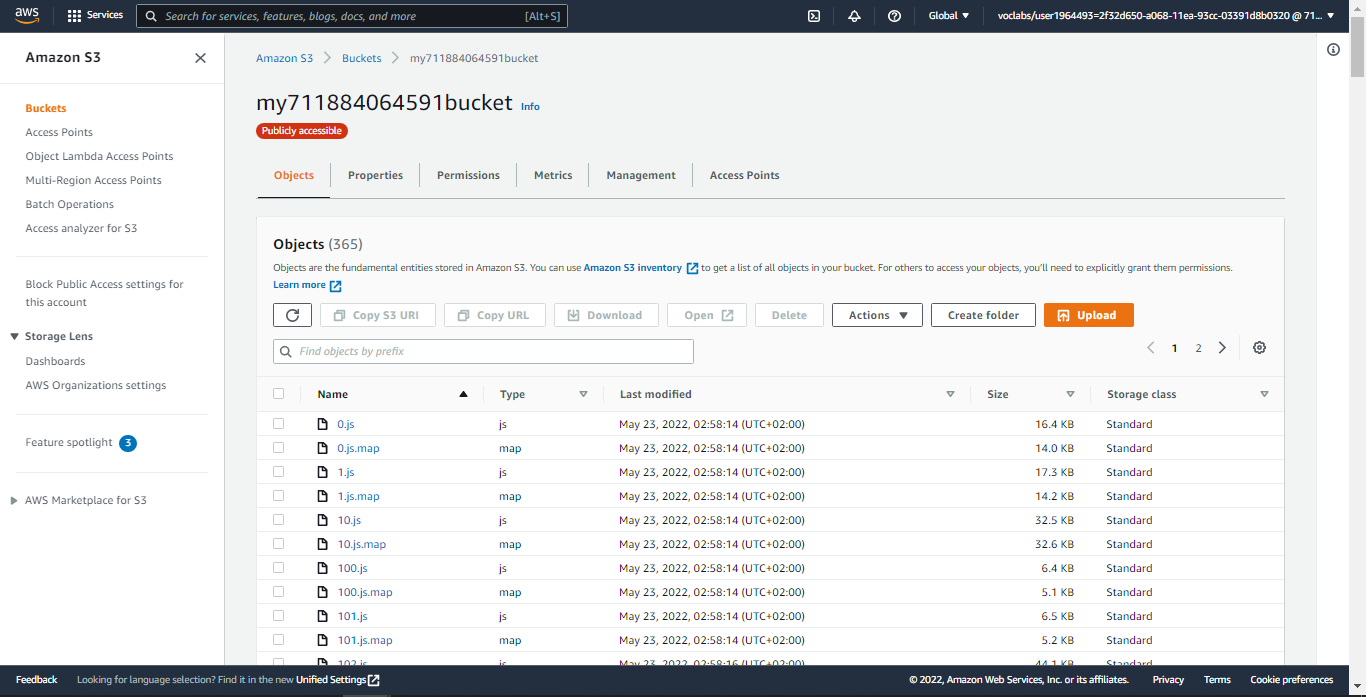 aws Services Search for services, features, blogs, docs, and more [Alt+S] Global voclabs/user1964493=2f32d650-a068-11ea-93cc-03391d8b0320 @ 71...
Amazon S3
Buckets
Access Points
Object Lambda Access Points
Multi-Region Access Points
Batch Operations
Access analyzer for S3
Block Public Access settings for
this account
Storage Lens
Dashboards
AWS Organizations settings
Feature spotlight 3
AWS Marketplace for S3
Amazon S3 Buckets my711884064591bucket
my711884064591bucket Info
Publicly accessible
Objects Properties Permissions Metrics Management Access Points
Objects (365)
Objects are the fundamental entities stored in Amazon S3. You can use Amazon S3 inventory to get a list of all objects in your bucket. For others to access your objects, you'll need to explicitly grant them permissions.
Learn more
Copy S3 URI Copy URL Download Open Delete Actions Create folder Upload
Find objects by prefix 1 2
Name Type Last modified Size Storage class
0.js js May 23, 2022, 02:58:14 (UTC+02:00) 16.4 KB Standard
0.js.map map May 23, 2022, 02:58:14 (UTC+02:00) 14.0 KB Standard
1.js js May 23, 2022, 02:58:14 (UTC+02:00) 17.3 KB Standard
1.js.map map May 23, 2022, 02:58:14 (UTC+02:00) 14.2 KB Standard
10.js js May 23, 2022, 02:58:14 (UTC+02:00) 32.5 KB Standard
10.js.map map May 23, 2022, 02:58:14 (UTC+02:00) 32.6 KB Standard
100.js js May 23, 2022, 02:58:14 (UTC+02:00) 6.4 KB Standard
100.js.map map May 23, 2022, 02:58:14 (UTC+02:00) 5.1 KB Standard
101.js js May 23, 2022, 02:58:14 (UTC+02:00) 6.5 KB Standard
101.js.map map May 23, 2022, 02:58:14 (UTC+02:00) 5.2 KB Standard
102.js js May 23, 2022, 02:58:16 (UTC+02:00) 44.1 KB Standard
Feedback Looking for language selection? Find it in the new Unified Settings © 2022, Amazon Web Services, Inc. or its affiliates. Privacy Terms Cookie preferences